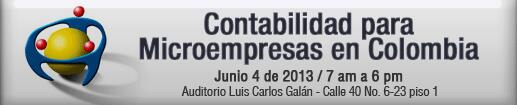 Contabilidad para
Microempresas en Colombia
Junio 4 de 2013 / 7 am a 6 pm
Auditorio Luis Carlos Galán - Calle 40 No. 6-23 piso 1